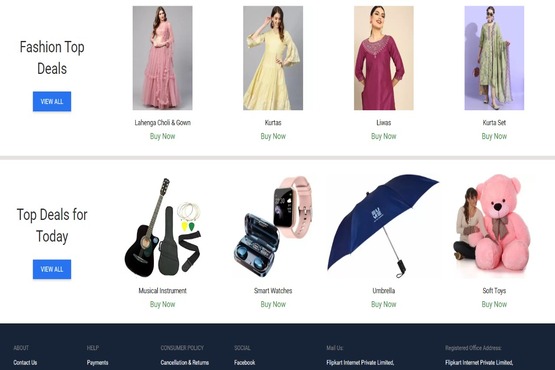 Fashion Top
Deals
VIEW ALL
Lahenga Choli & Gown
Buy Now
Kurtas
Buy Now
Liwas
Buy Now
Kurta Set
Buy Now
Top Deals for
Today
VIEW ALL
Musical Instrument
Buy Now
Smart Watches
Buy Now
Umbrella
Buy Now
Soft Toys
Buy Now
ABOUT
Contact Us
HELP
Payments
CONSUMER POLICY
Cancellation & Returns
SOCIAL
Facebook
Mail Us:
Flipkart Internet Private Limited,
Registered Office Address:
Flipkart Internet Private Limited,